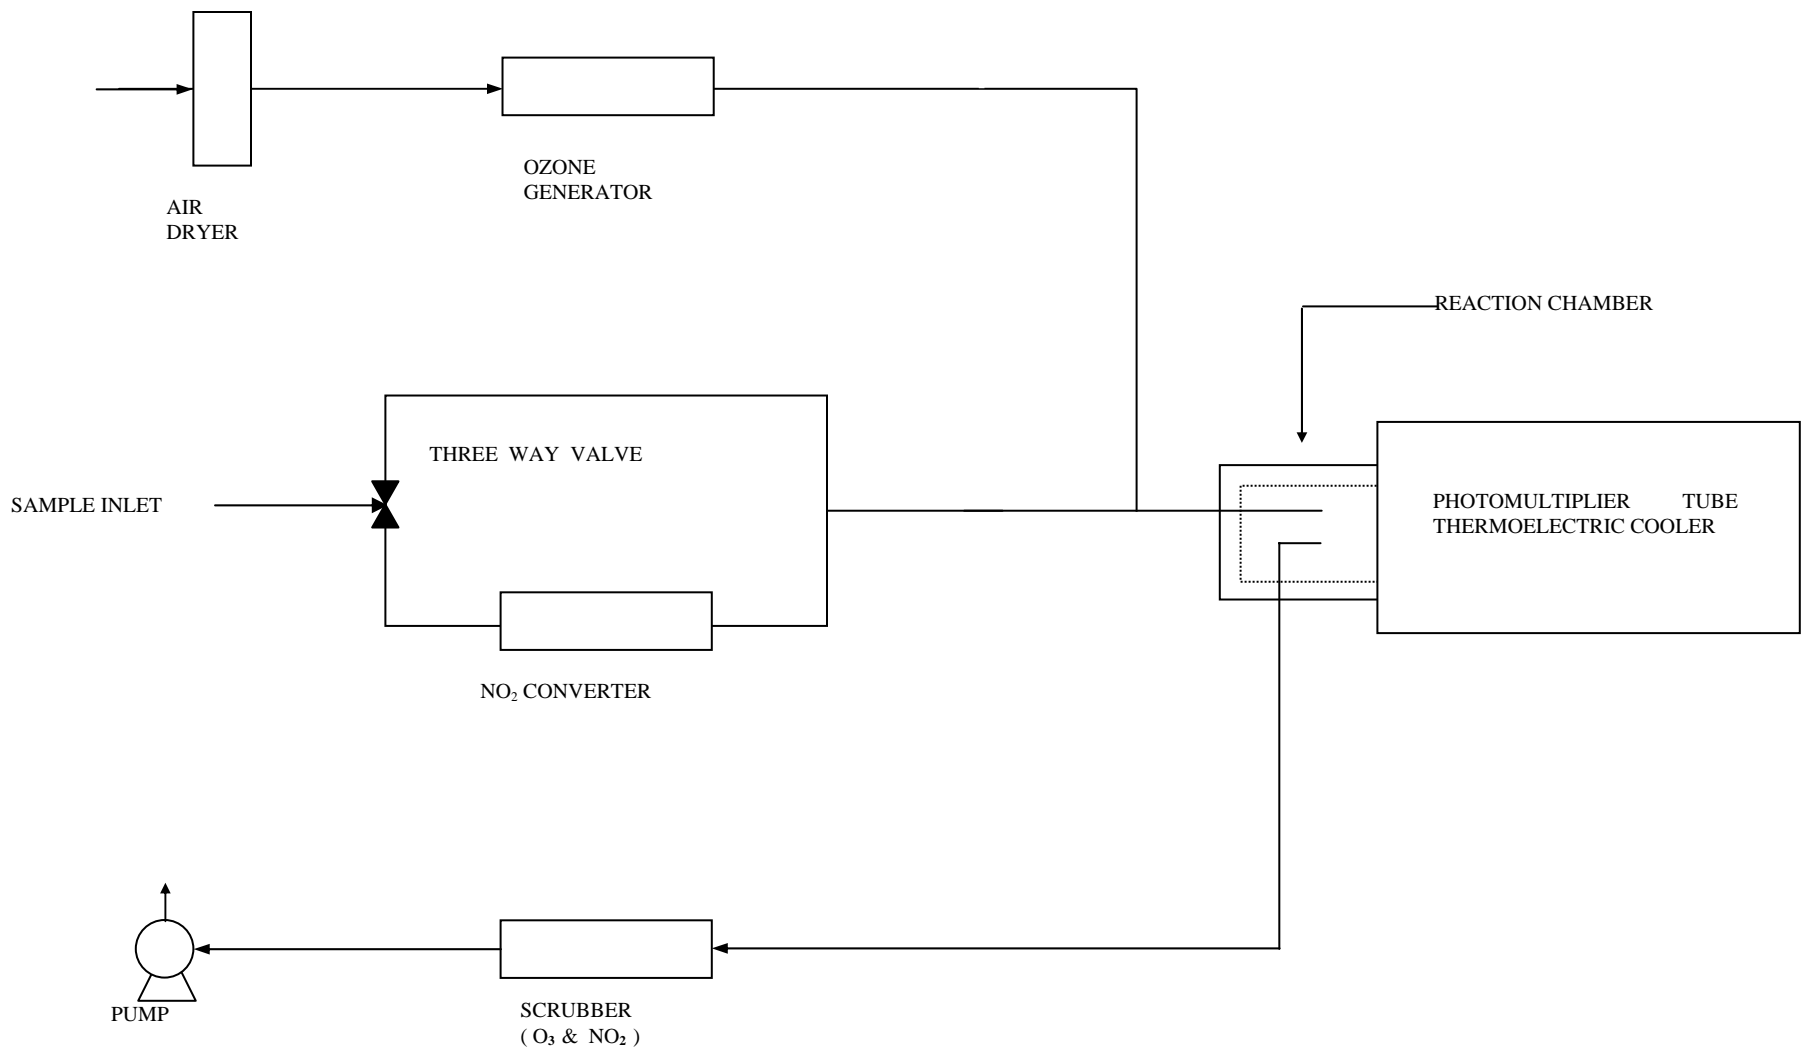 OZONE
GENERATOR
AIR
DRYER
REACTION CHAMBER
THREE WAY VALVE
SAMPLE INLET
PHOTOMULTIPLIER TUBE
THERMOELECTRIC COOLER
NO₂ CONVERTER
PUMP
SCRUBBER
( O₃ & NO₂ )